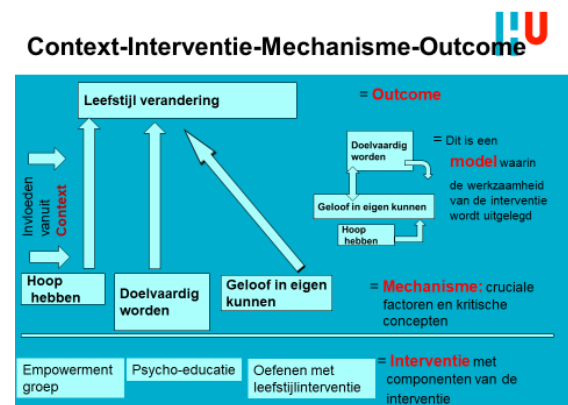 Context-Interventie-Mechanisme-Outcome
Leefstijl verandering
= Outcome
Invloeden
vanuit
Context
Doelvaardig
worden
Geloof in eigen kunnen
Hoop
hebben
= Dit is een
model waarin
de werkzaamheid
van de interventie
wordt uitgelegd
Hoop
hebben
Doelvaardig
worden
Geloof in eigen
kunnen
= Mechanisme: cruciale
factoren en kritische
concepten
Empowerment
groep
Psycho-educatie
Oefenen met
leefstijlinterventie
= Interventie met
componenten van de
interventie